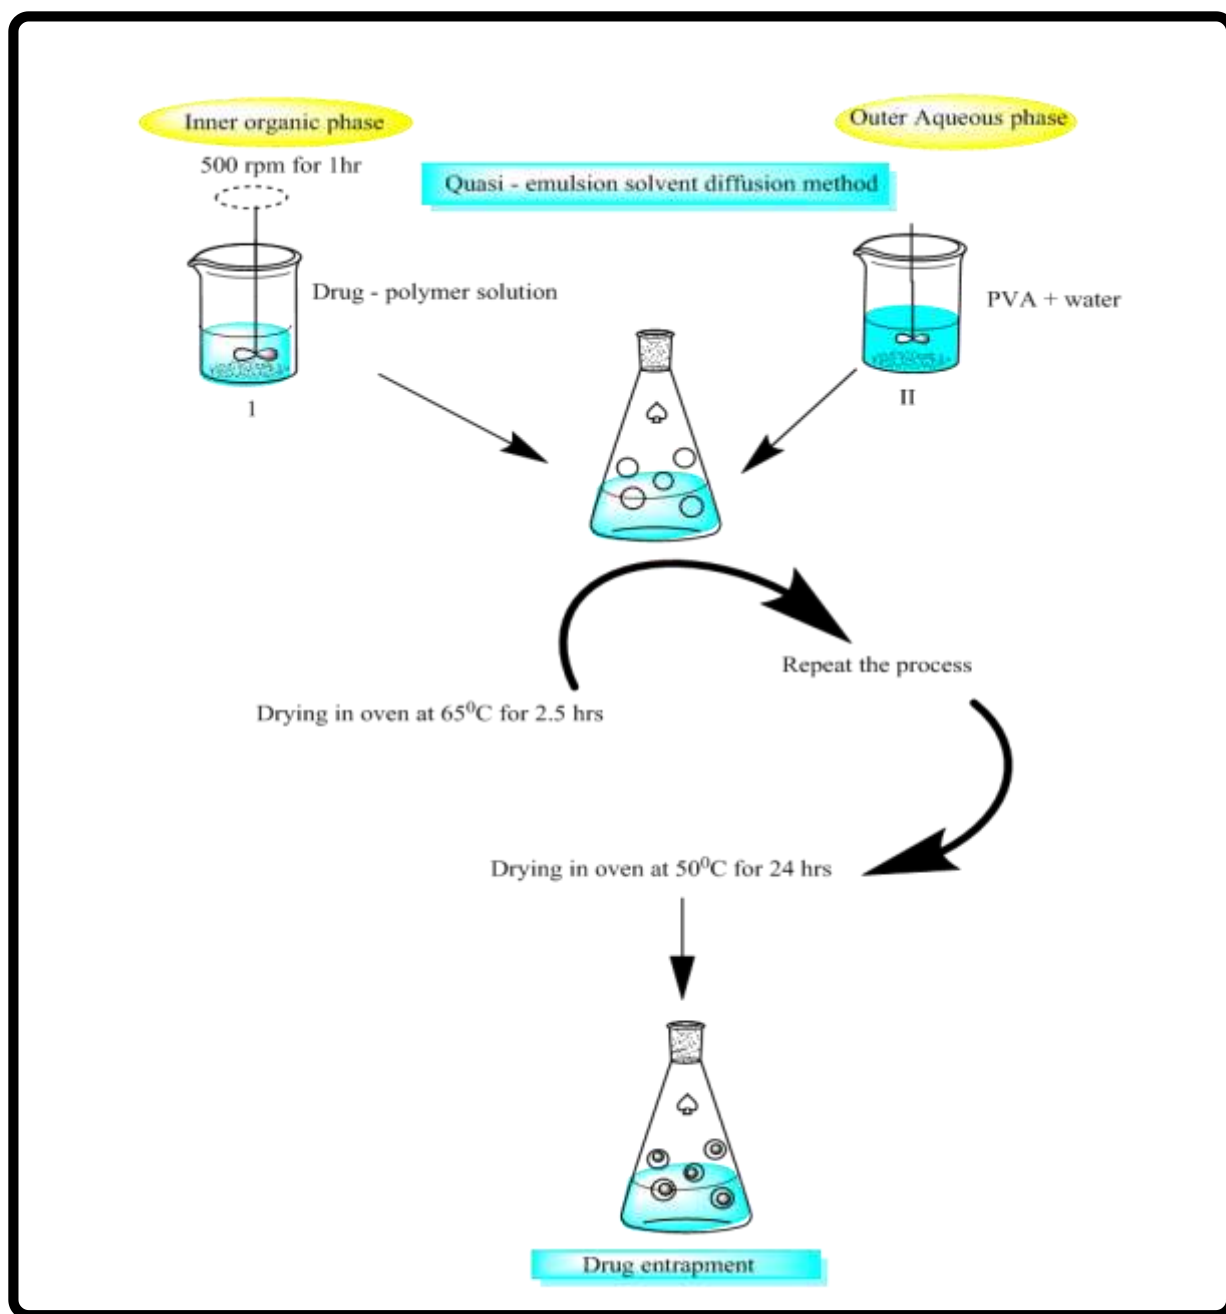 Inner organic phase
Outer Aqueous phase
500 rpm for 1hr
Quasi - emulsion solvent diffusion method
Drug - polymer solution
PVA + water
1
II
Repeat the process
Drying in oven at 65⁰C for 2.5 hrs
Drying in oven at 50⁰C for 24 hrs
Drug entrapment